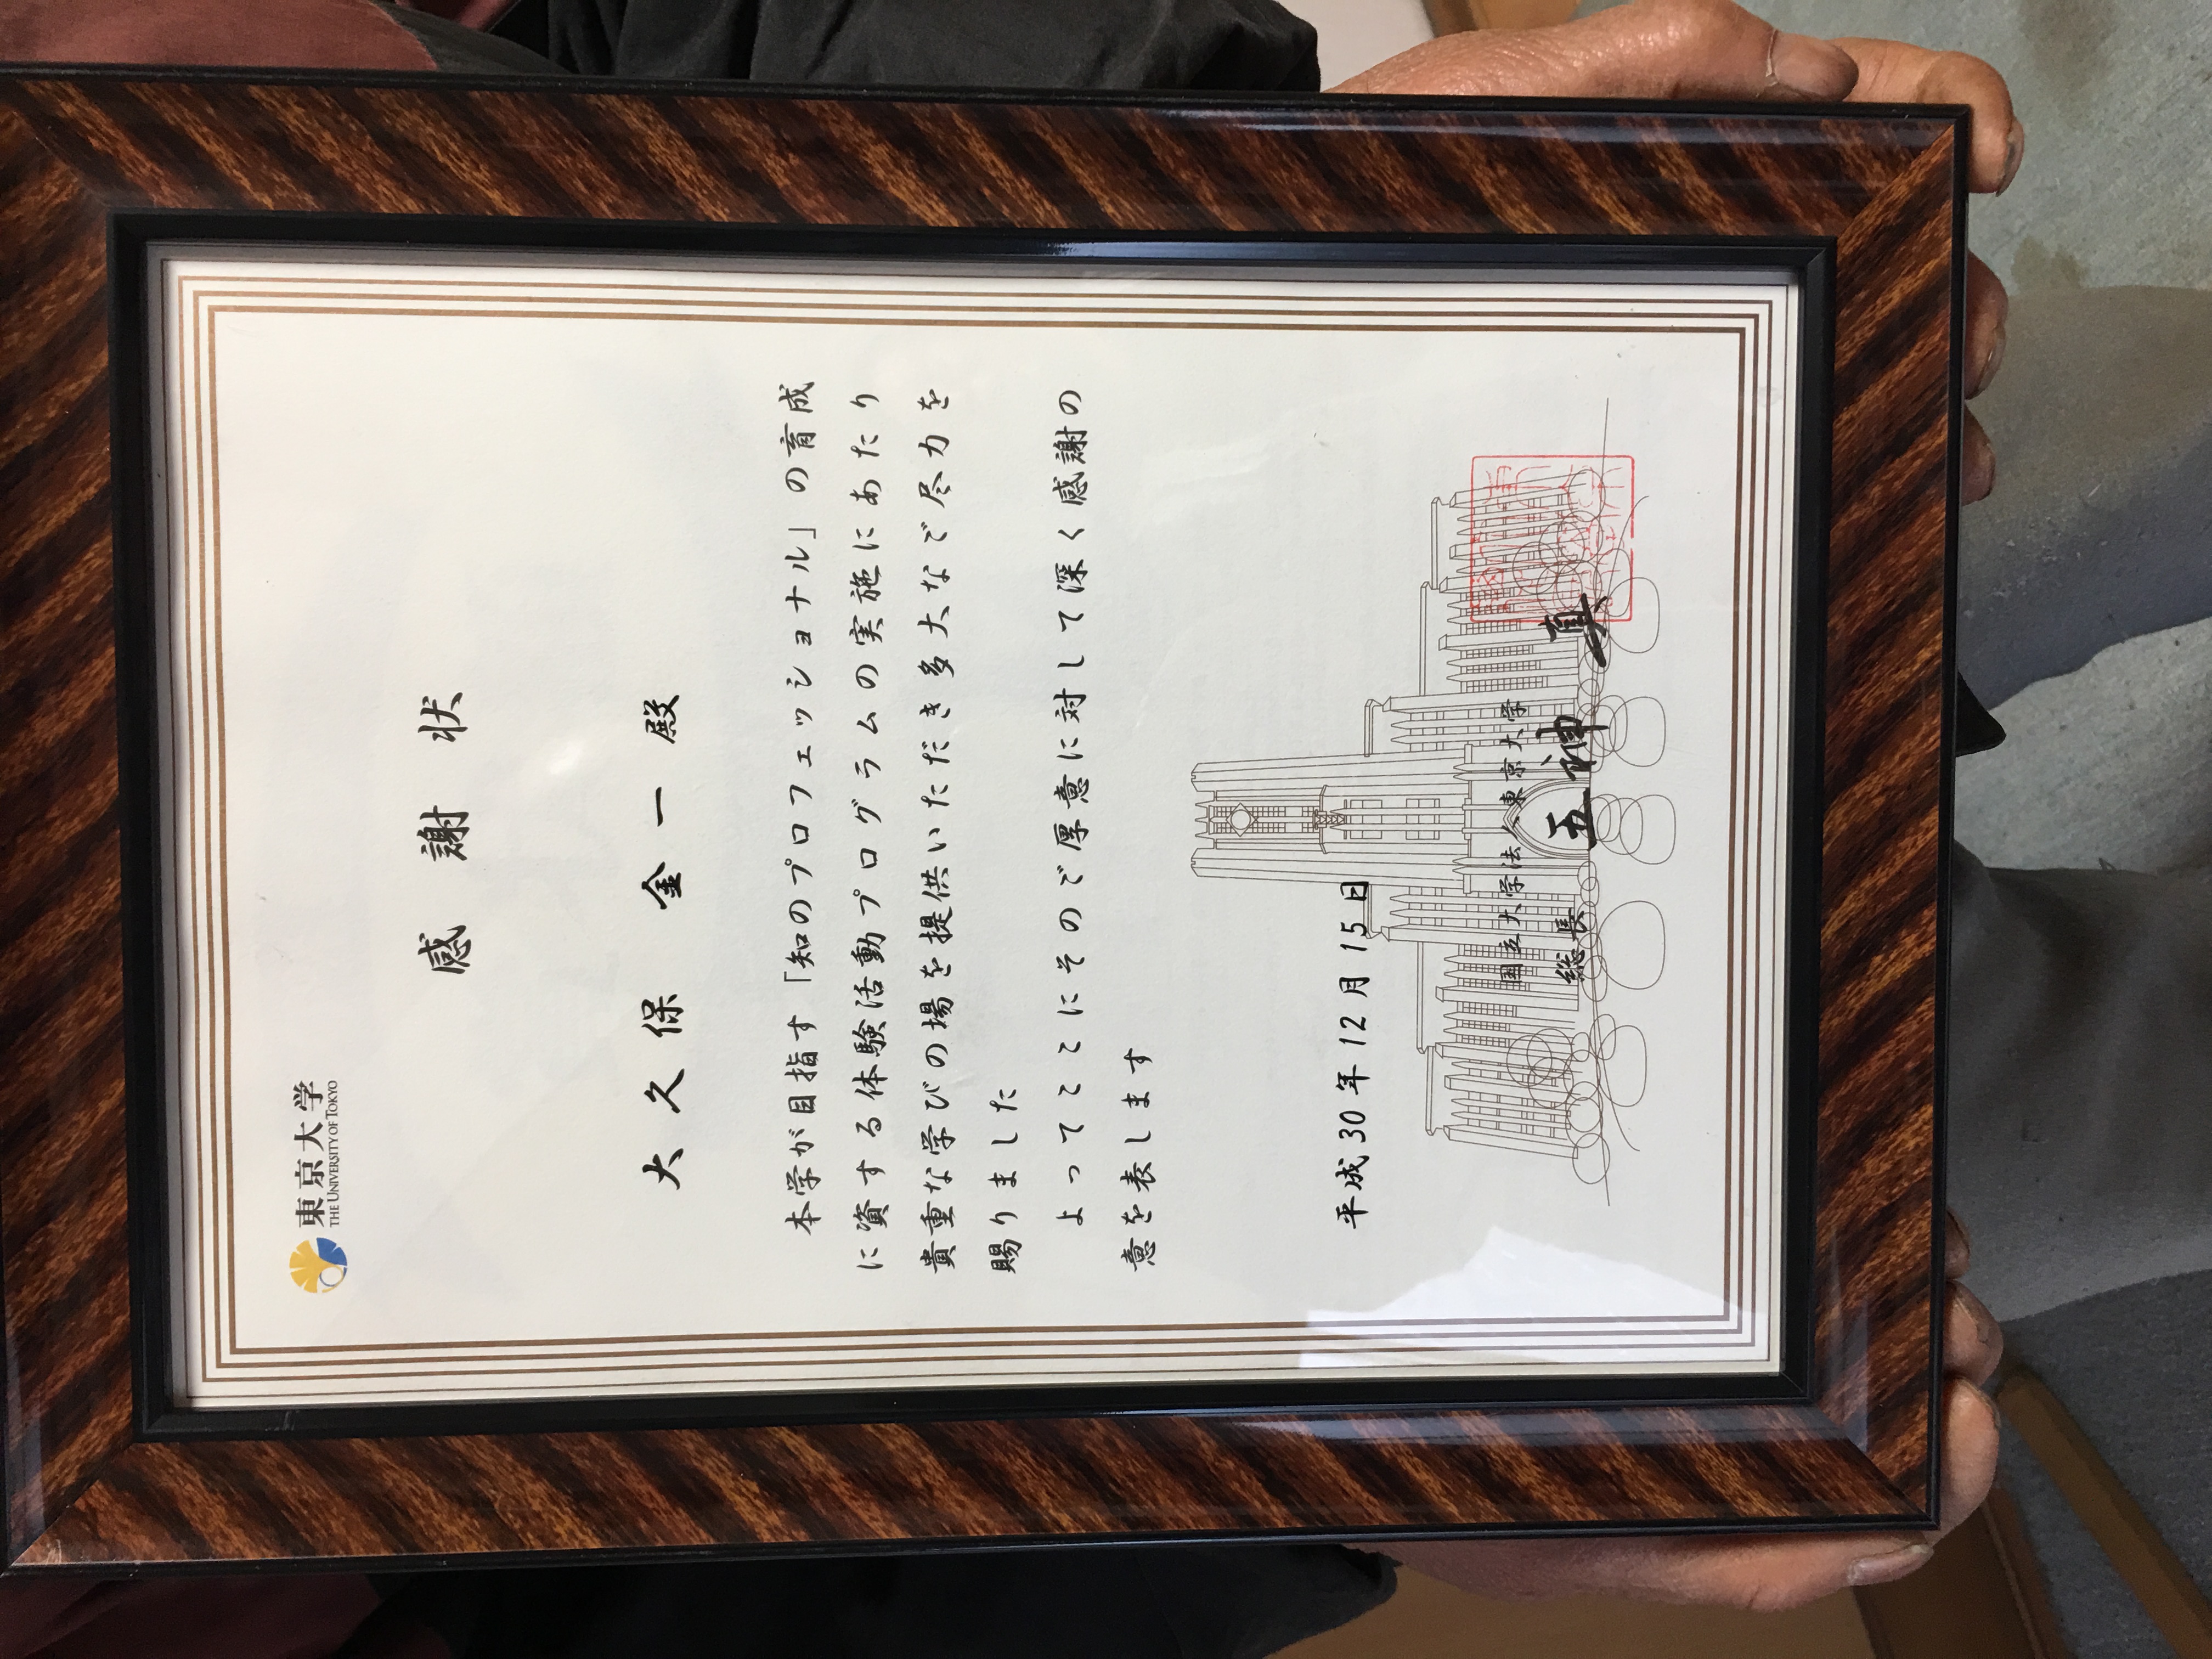 東京大学
THE UNIVERSITY OF TOKYO
感謝状
大久保金一 殿
本学が目指す「知のプロフェッショナル」の育成
に資する体験活動プログラムの実施にあたり
貴重な学びの場を提供いただき多大なご尽力を
賜りました
よってここにそのご厚意に対して深く感謝の
意を表します
平成30年12月15日
国立大学法人東京大学
総長 五神 真